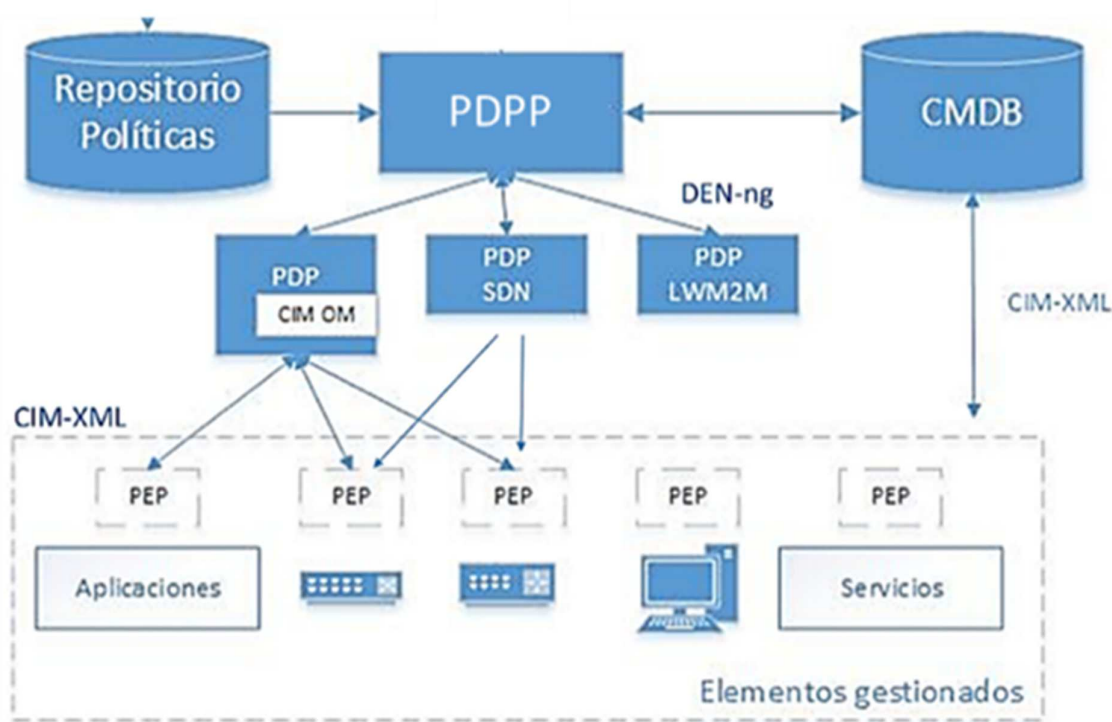 Repositorio
Políticas
PDPP
CMDB
DEN-ng
PDP
CIM OM
PDP
SDN
PDP
LWM2M
CIM-XML
CIM-XML
PEP
PEP
PEP
PEP
PEP
Aplicaciones
Servicios
Elementos gestionados